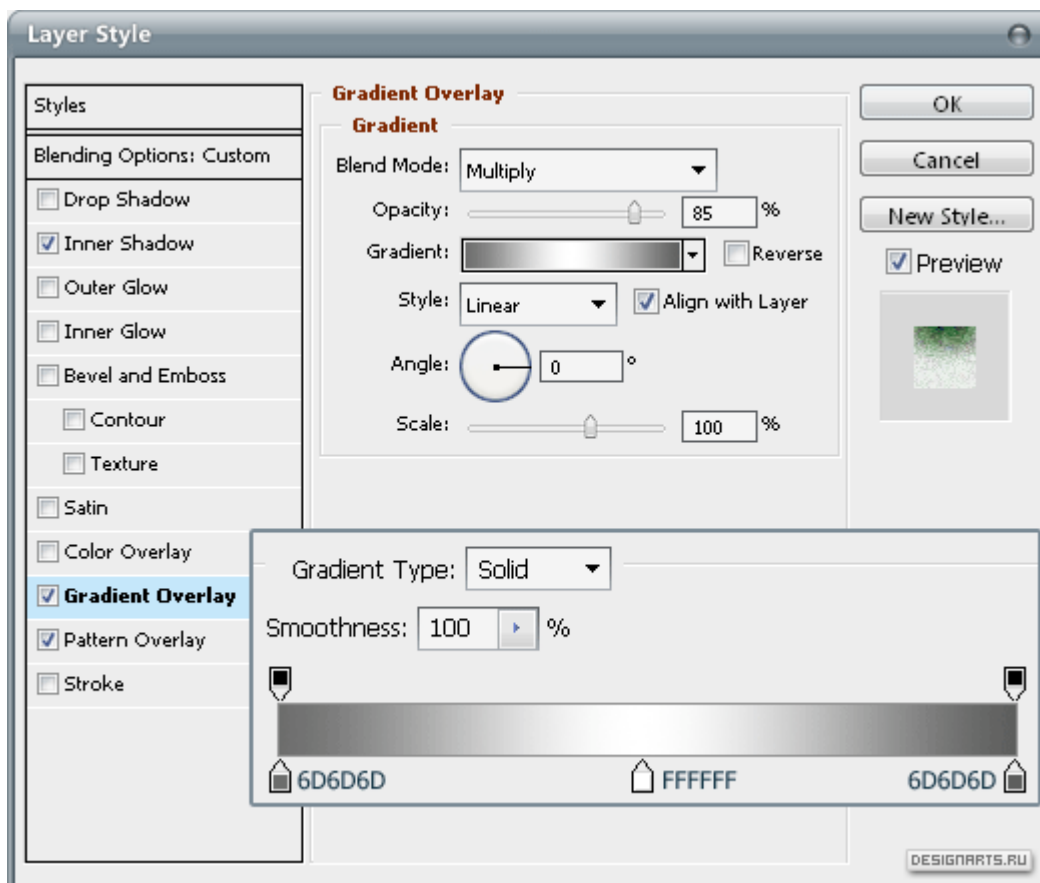 Layer Style
Styles
Blending Options: Custom
Drop Shadow
Inner Shadow
Outer Glow
Inner Glow
Bevel and Emboss
Contour
Texture
Satin
Color Overlay
Gradient Overlay
Pattern Overlay
Stroke
Gradient Overlay
Gradient
Blend Mode: Multiply
Opacity: 85 %
Gradient: Reverse
Style: Linear Align with Layer
Angle: 0 °
Scale: 100 %
OK
Cancel
New Style...
Preview
Gradient Type: Solid
Smoothness: 100 %
6D6D6D FFFFFF 6D6D6D
DESIGNARTS.RU